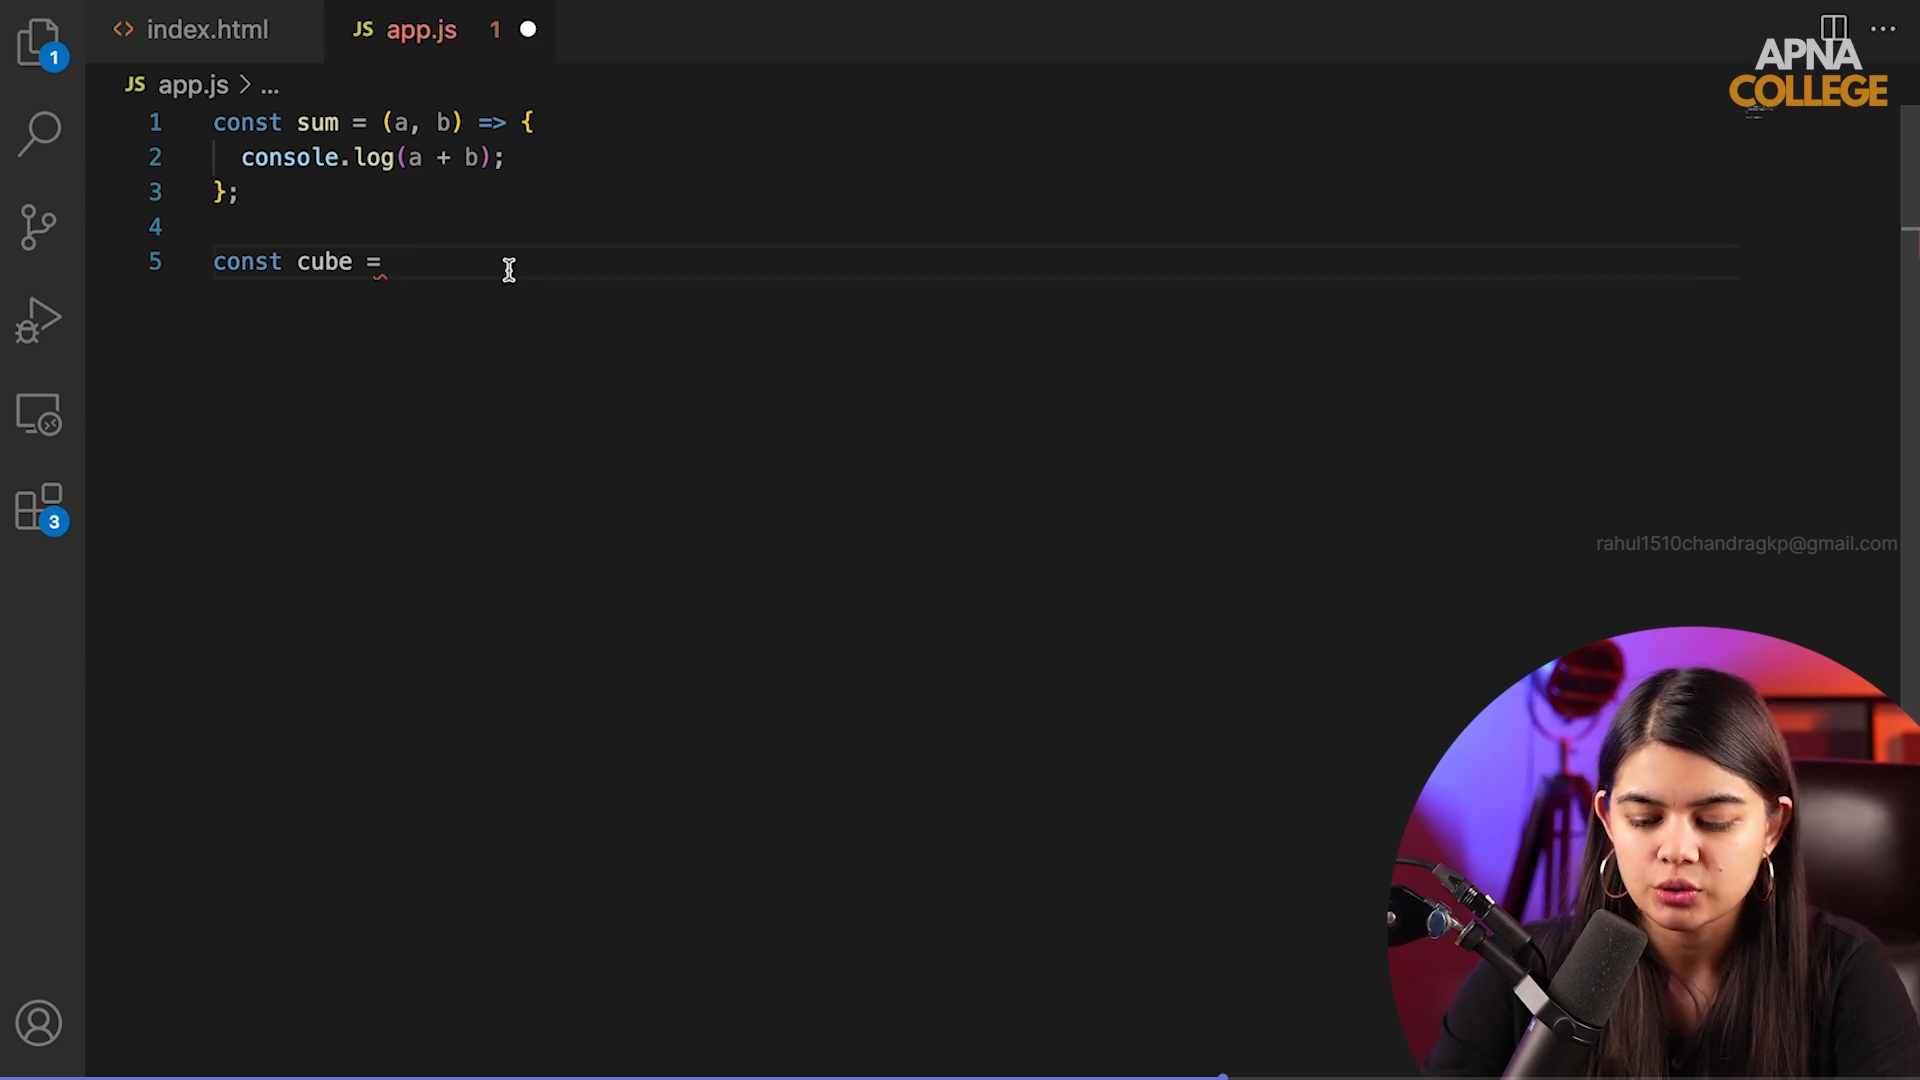 index.html
JS app.js 1
APNA
COLLEGE
1
JS app.js > ...
1 const sum = (a, b) => {
2 console.log(a + b);
3 };
4
5 const cube =
3
rahul1510chandragkp@gmail.com